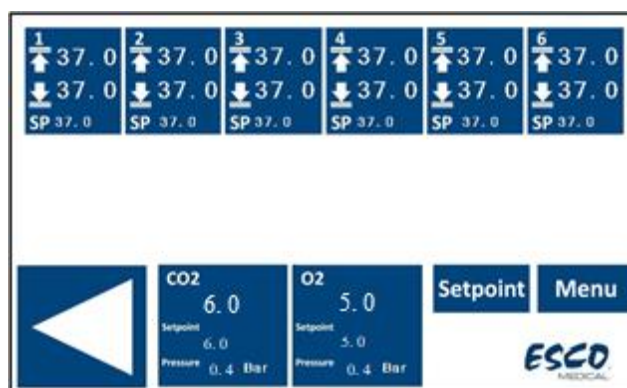 1 2 3 4 5 6
37.0 37.0 37.0 37.0 37.0 37.0
37.0 37.0 37.0 37.0 37.0 37.0
SP 37.0 SP 37.0 SP 37.0 SP 37.0 SP 37.0 SP 37.0
CO2 O2 Setpoint Menu
6.0 5.0
Setpoint Setpoint
6.0 5.0
Pressure 0.4 Bar Pressure 0.4 Bar
ESCO
MEDICAL